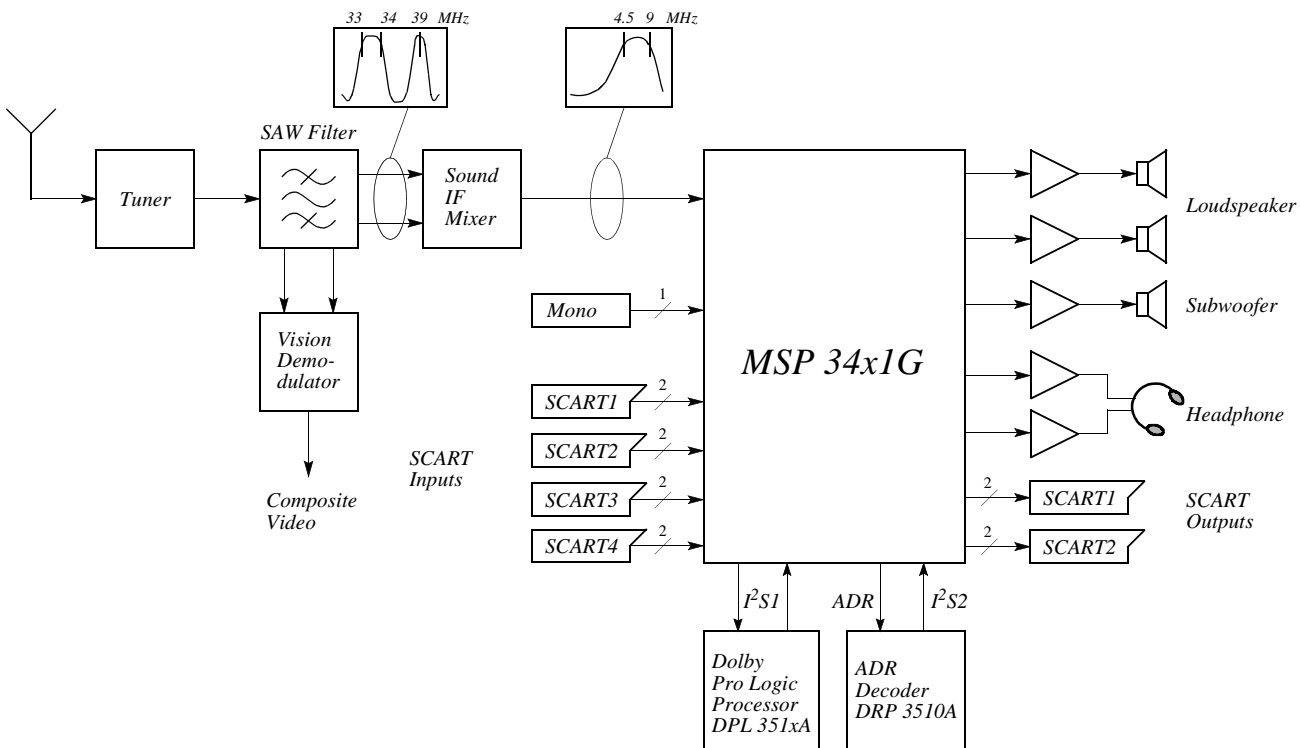 33 34 39 MHz
4.5 9 MHz
SAW Filter
Tuner
Sound
IF
Mixer
Loudspeaker
Mono
1
Subwoofer
Vision
Demo-
dulator
MSP 34x1G
SCART1
2
Headphone
SCART2
2
SCART
Inputs
Composite
Video
SCART3
2
2
SCART1
SCART
Outputs
SCART4
2
2
SCART2
I²S1
ADR
I²S2
Dolby
Pro Logic
Processor
DPL 351xA
ADR
Decoder
DRP 3510A